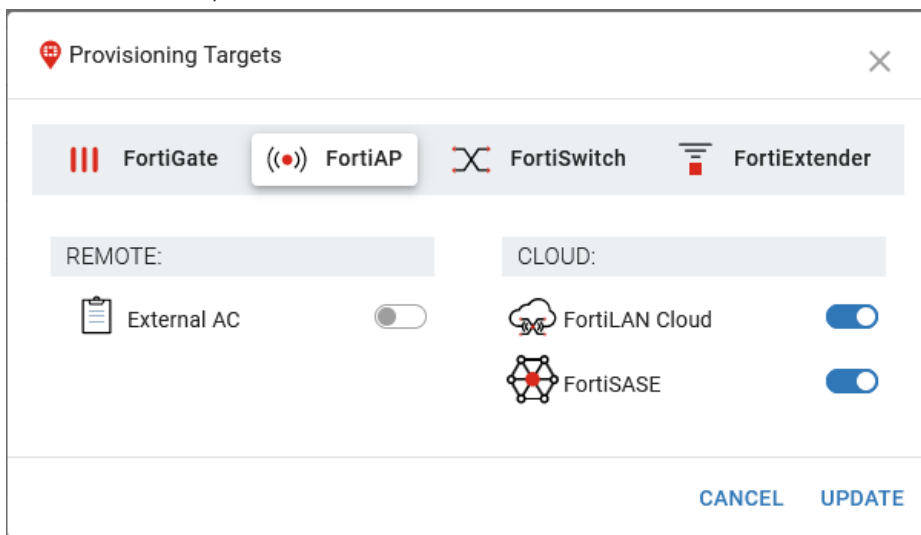 Provisioning Targets
FortiGate FortiAP FortiSwitch FortiExtender
REMOTE:
External AC
CLOUD:
FortiLAN Cloud
FortiSASE
CANCEL UPDATE